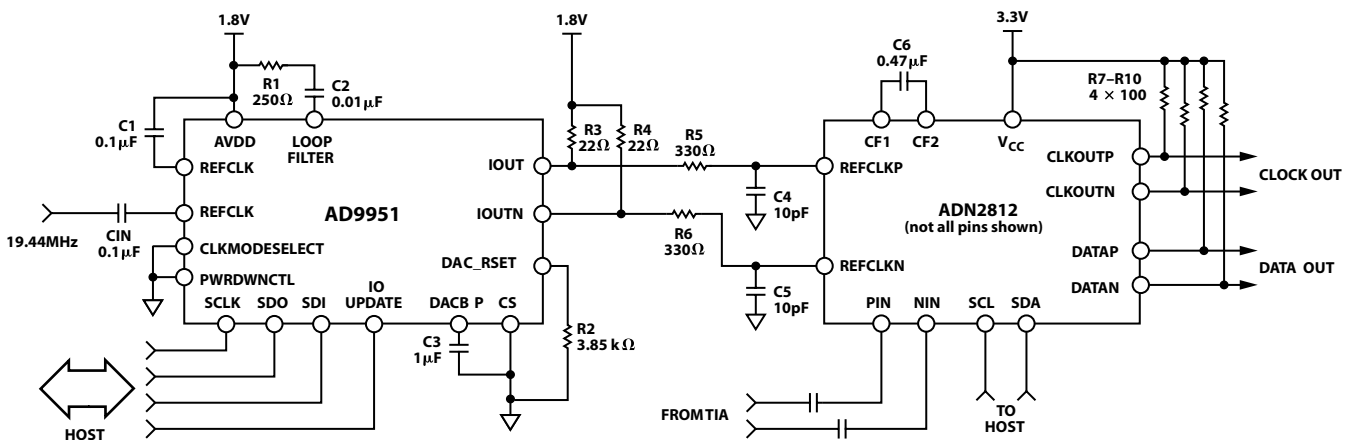 1.8V
1.8V
3.3V
R1
250Ω
C2
0.01µF
C1
0.1µF
AVDD
LOOP
FILTER
REFCLK
REFCLK
CLKMODESELECT
PWRDWNCTL
19.44MHz
CIN
0.1µF
AD9951
IOUT
IOUTN
DAC_RSET
SCLK
SDO
SDI
IO
UPDATE
DACB P
CS
C3
1µF
R2
3.85 k Ω
HOST
R3
22Ω
R4
22Ω
R5
330Ω
R6
330Ω
C4
10pF
C5
10pF
C6
0.47µF
CF1
CF2
VCC
R7–R10
4 × 100
REFCLKP
REFCLKN
ADN2812
(not all pins shown)
CLKOUTP
CLKOUTN
DATAP
DATAN
CLOCK OUT
DATA OUT
PIN
NIN
SCL
SDA
FROM TIA
TO
HOST